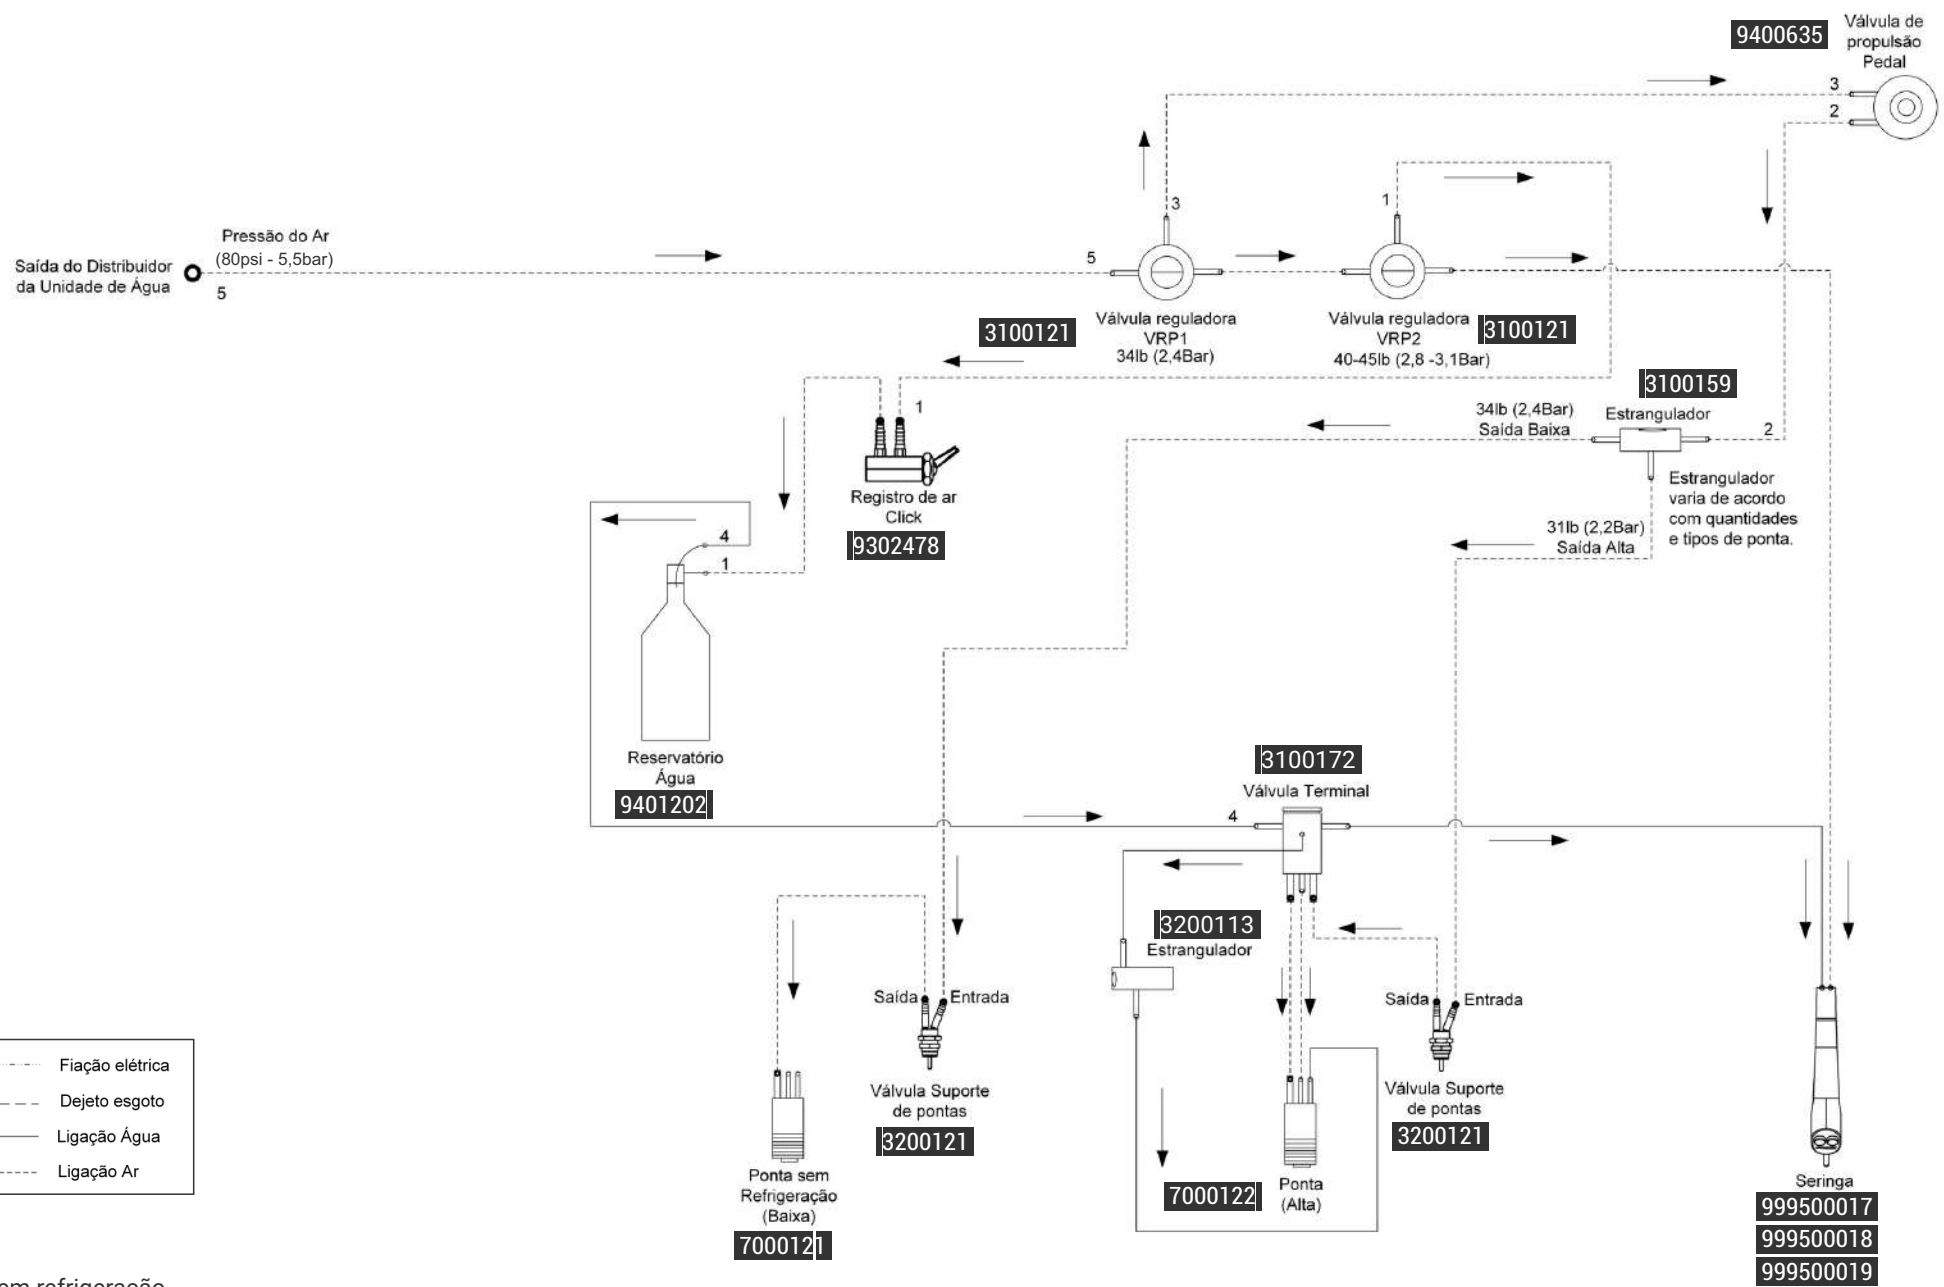 9400635
Válvula de
propulsão
Pedal
3
2
Pressão do Ar
(80psi - 5,5bar)
Saída do Distribuidor
da Unidade de Água
5
5
3
1
3100121
Válvula reguladora
VRP1
34lb (2,4Bar)
Válvula reguladora
VRP2
40-45lb (2,8 -3,1Bar)
3100121
3100159
34lb (2,4Bar)
Saída Baixa
Estrangulador
2
Estrangulador
varia de acordo
com quantidades
e tipos de ponta.
31lb (2,2Bar)
Saída Alta
1
Registro de ar
Click
9302478
4
1
Reservatório
Água
9401202
3100172
Válvula Terminal
4
3200113
Estrangulador
Saída
Entrada
Válvula Suporte
de pontas
3200121
Saída
Entrada
Válvula Suporte
de pontas
3200121
Ponta sem
Refrigeração
(Baixa)
7000121
7000122
Ponta
(Alta)
Seringa
999500017
999500018
999500019
Fiação elétrica
Dejeto esgoto
Ligação Água
Ligação Ar